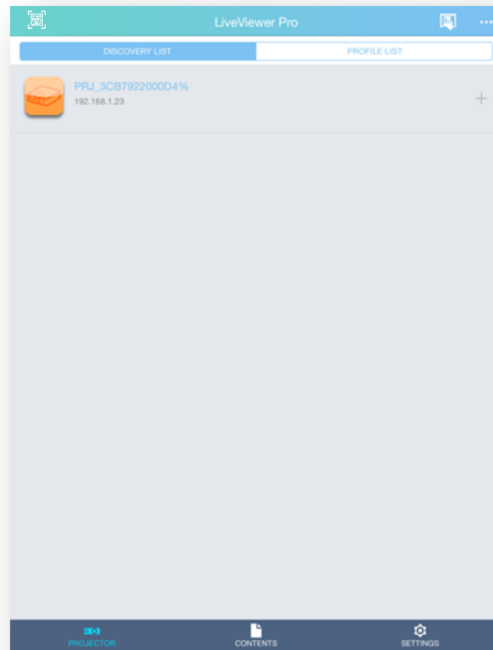 LiveViewer Pro
DISCOVERY LIST
PROFILE LIST
PRJ_3CB7922000D4%
192.168.1.23
PROJECTOR
CONTENTS
SETTINGS